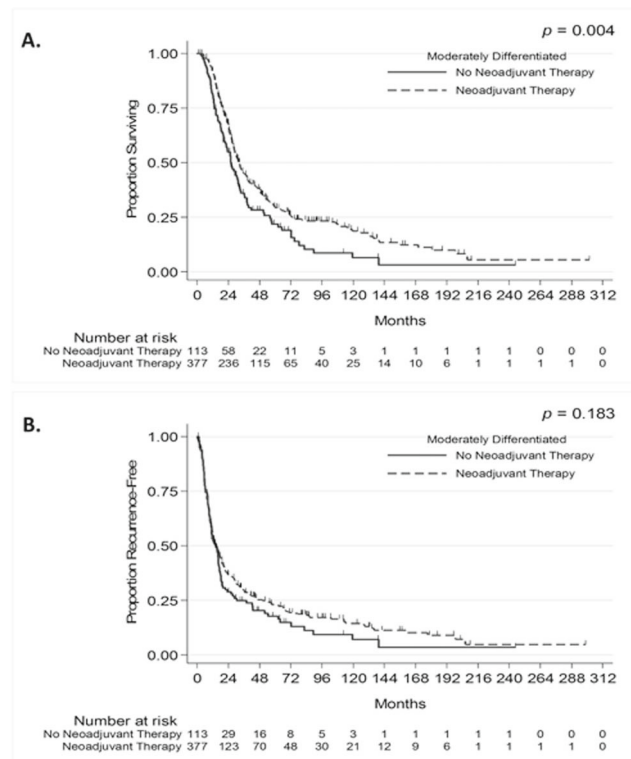 A.
p = 0.004
Moderately Differentiated
No Neoadjuvant Therapy
Neoadjuvant Therapy
Proportion Surviving
1.00
0.75
0.50
0.25
0.00
0 24 48 72 96 120 144 168 192 216 240 264 288 312
Months
Number at risk
No Neoadjuvant Therapy 113 58 22 11 5 3 1 1 1 1 1 0 0 0
Neoadjuvant Therapy 377 236 115 65 40 25 14 10 6 1 1 1 1 0
B.
p = 0.183
Moderately Differentiated
No Neoadjuvant Therapy
Neoadjuvant Therapy
Proportion Recurrence-Free
1.00
0.75
0.50
0.25
0.00
0 24 48 72 96 120 144 168 192 216 240 264 288 312
Months
Number at risk
No Neoadjuvant Therapy 113 29 16 8 5 3 1 1 1 1 1 0 0 0
Neoadjuvant Therapy 377 123 70 48 30 21 12 9 6 1 1 1 1 0